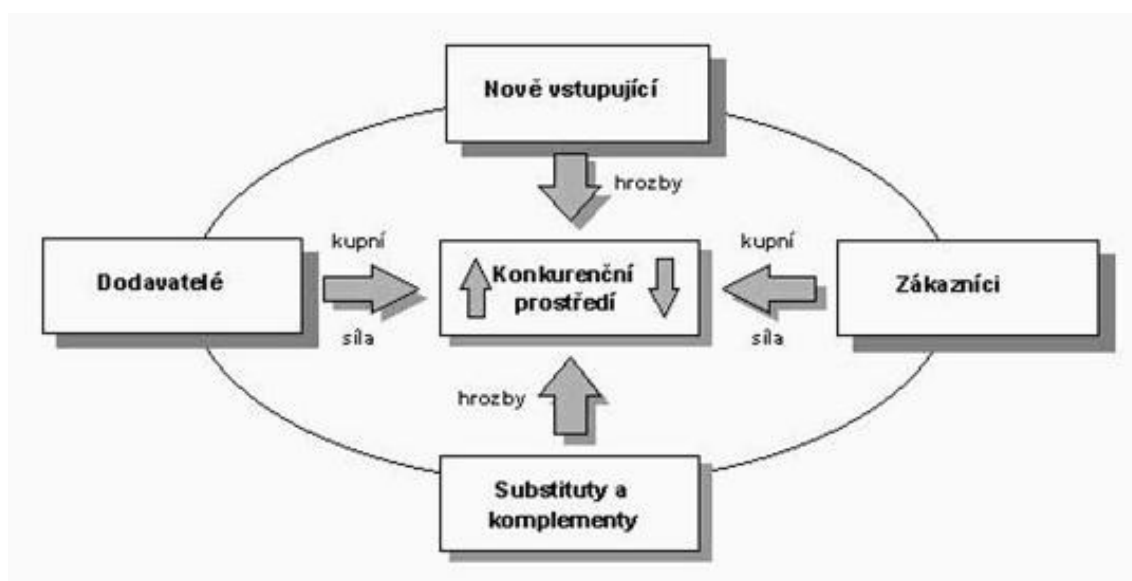 Nově vstupující
hrozby
kupní
Dodavatelé
síla
Konkurenční
prostředí
kupní
Zákazníci
síla
hrozby
Substituty a
komplementy